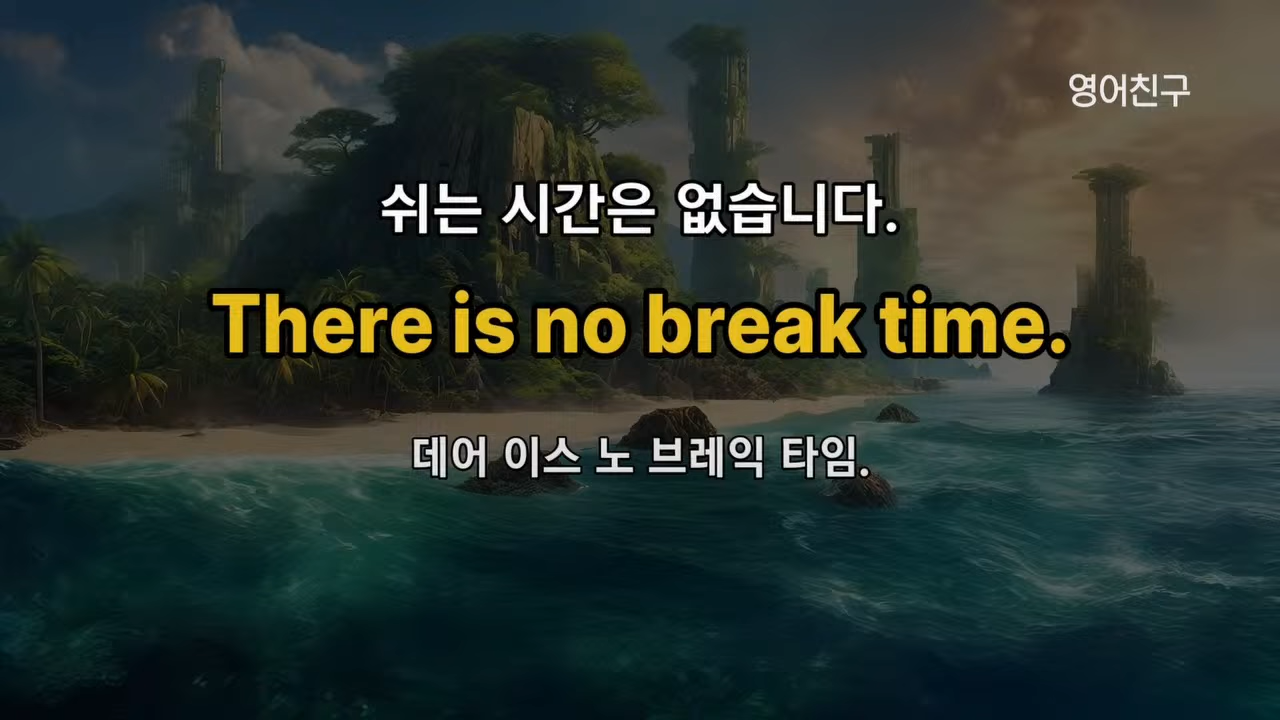 영어친구
쉬는 시간은 없습니다.
There is no break time.
데어 이스 노 브레익 타임.